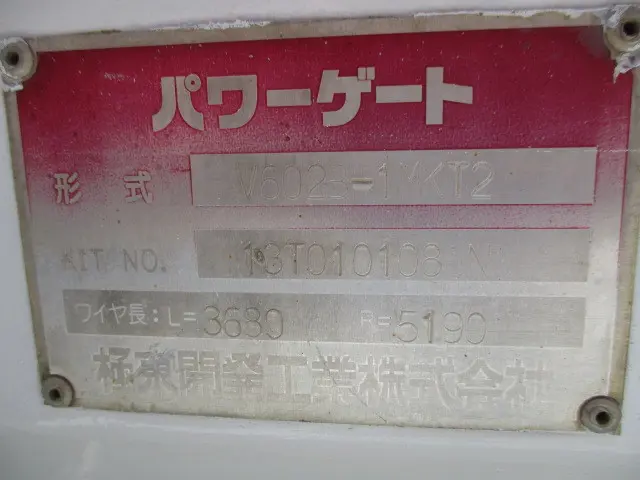 パワーゲート
形式
KIT NO.
ワイヤ長:L=3680 R=5190
極東開発工業株式会社